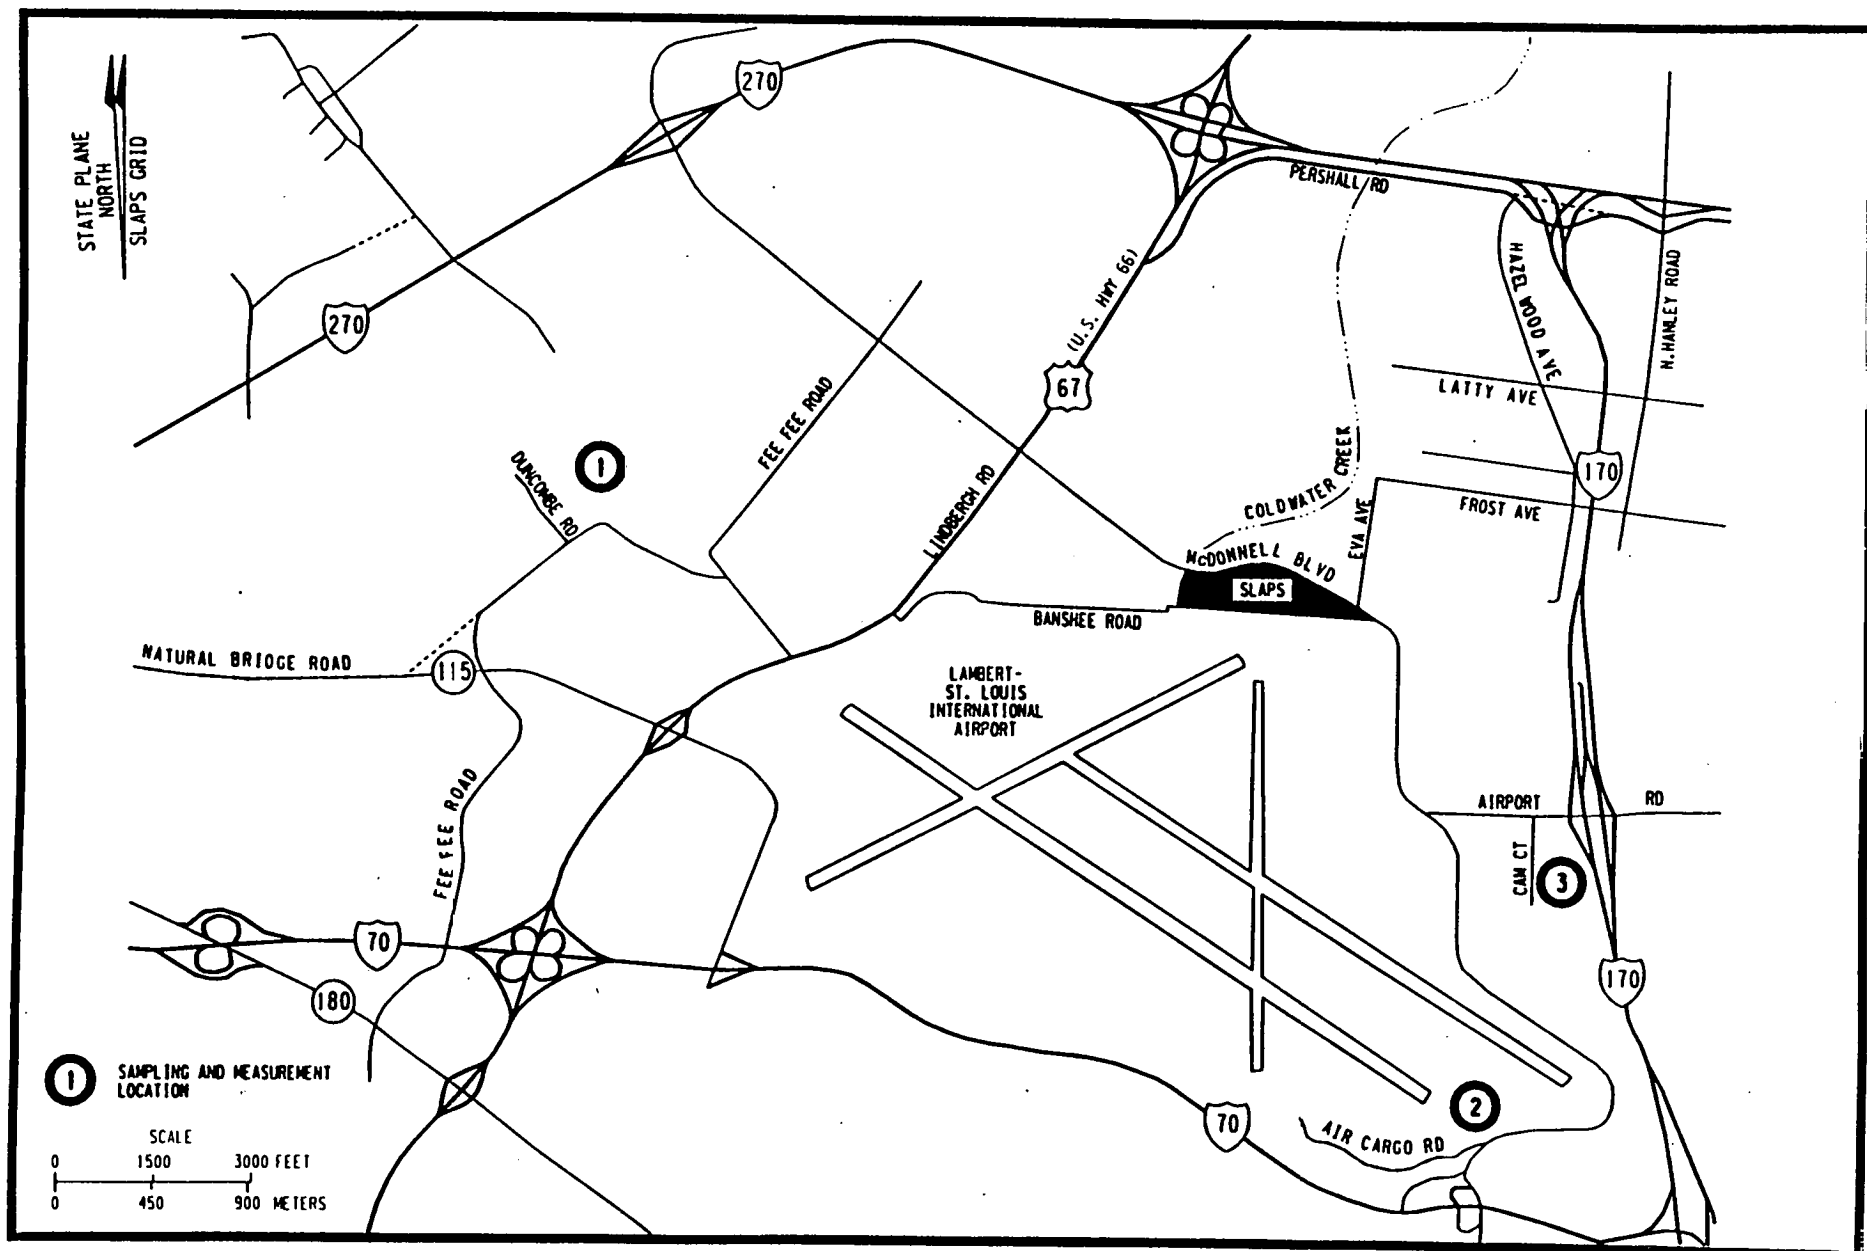 270
STATE PLANE
NORTH
SLAPS GRID
PERSHALL RD
270
(U.S. HWY 66)
HAZELWOOD AVE
N. HANLEY ROAD
67
LATTY AVE
FEE FEE ROAD
1
DUNCOMBE RD
LINDBERGH RD
COLDWATER CREEK
170
EVA AVE
FROST AVE
McDONNELL BLVD
SLAPS
BANSHEE ROAD
NATURAL BRIDGE ROAD
115
LAMBERT-
ST. LOUIS
INTERNATIONAL
AIRPORT
FEE FEE ROAD
AIRPORT RD
CAM CT
3
70
170
180
1
SAMPLING AND MEASUREMENT
LOCATION
2
70
AIR CARGO RD
SCALE
0 1500 3000 FEET
0 450 900 METERS